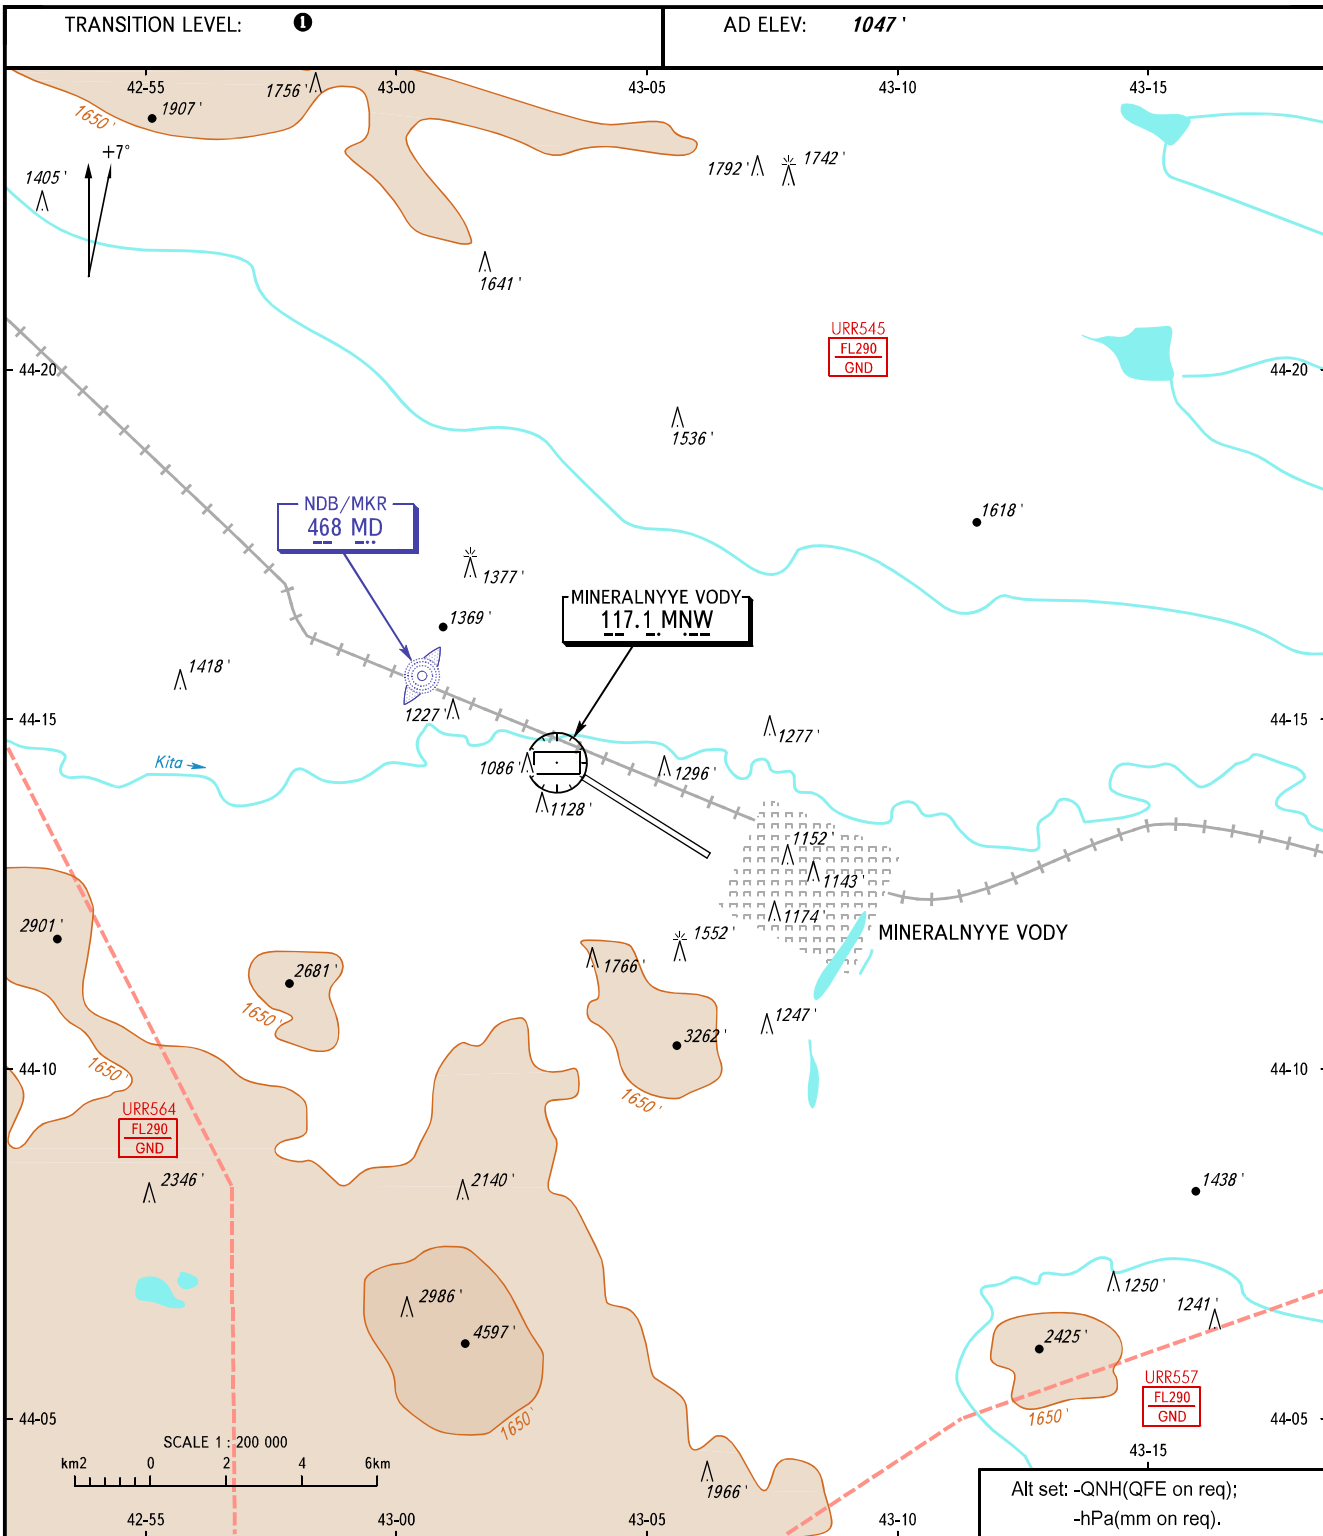 TRANSITION LEVEL: ❶
AD ELEV: 1047'
42-55
43-00
43-05
43-10
43-15
1756'
1907'
1650'
+7°
1405'
1792'
1742'
1641'
URR545
FL290
GND
44-20
44-20
1536'
NDB/MKR
468 MD
1618'
1377'
MINERALNYYE VODY
117.1 MNW
1369'
1418'
1227'
44-15
44-15
1277'
Kita
1086'
1296'
1128'
1152'
1143'
1174'
2901'
1552'
MINERALNYYE VODY
1766'
2681'
1650'
1247'
3262'
1650'
44-10
44-10
1650'
URR564
FL290
GND
2346'
2140'
1438'
2986'
1250'
1241'
4597'
2425'
URR557
FL290
GND
1650'
1650'
44-05
44-05
SCALE 1 : 200 000
km2 0 2 4 6km
43-15
1966'
Alt set: -QNH(QFE on req);
-hPa(mm on req).
42-55
43-00
43-05
43-10